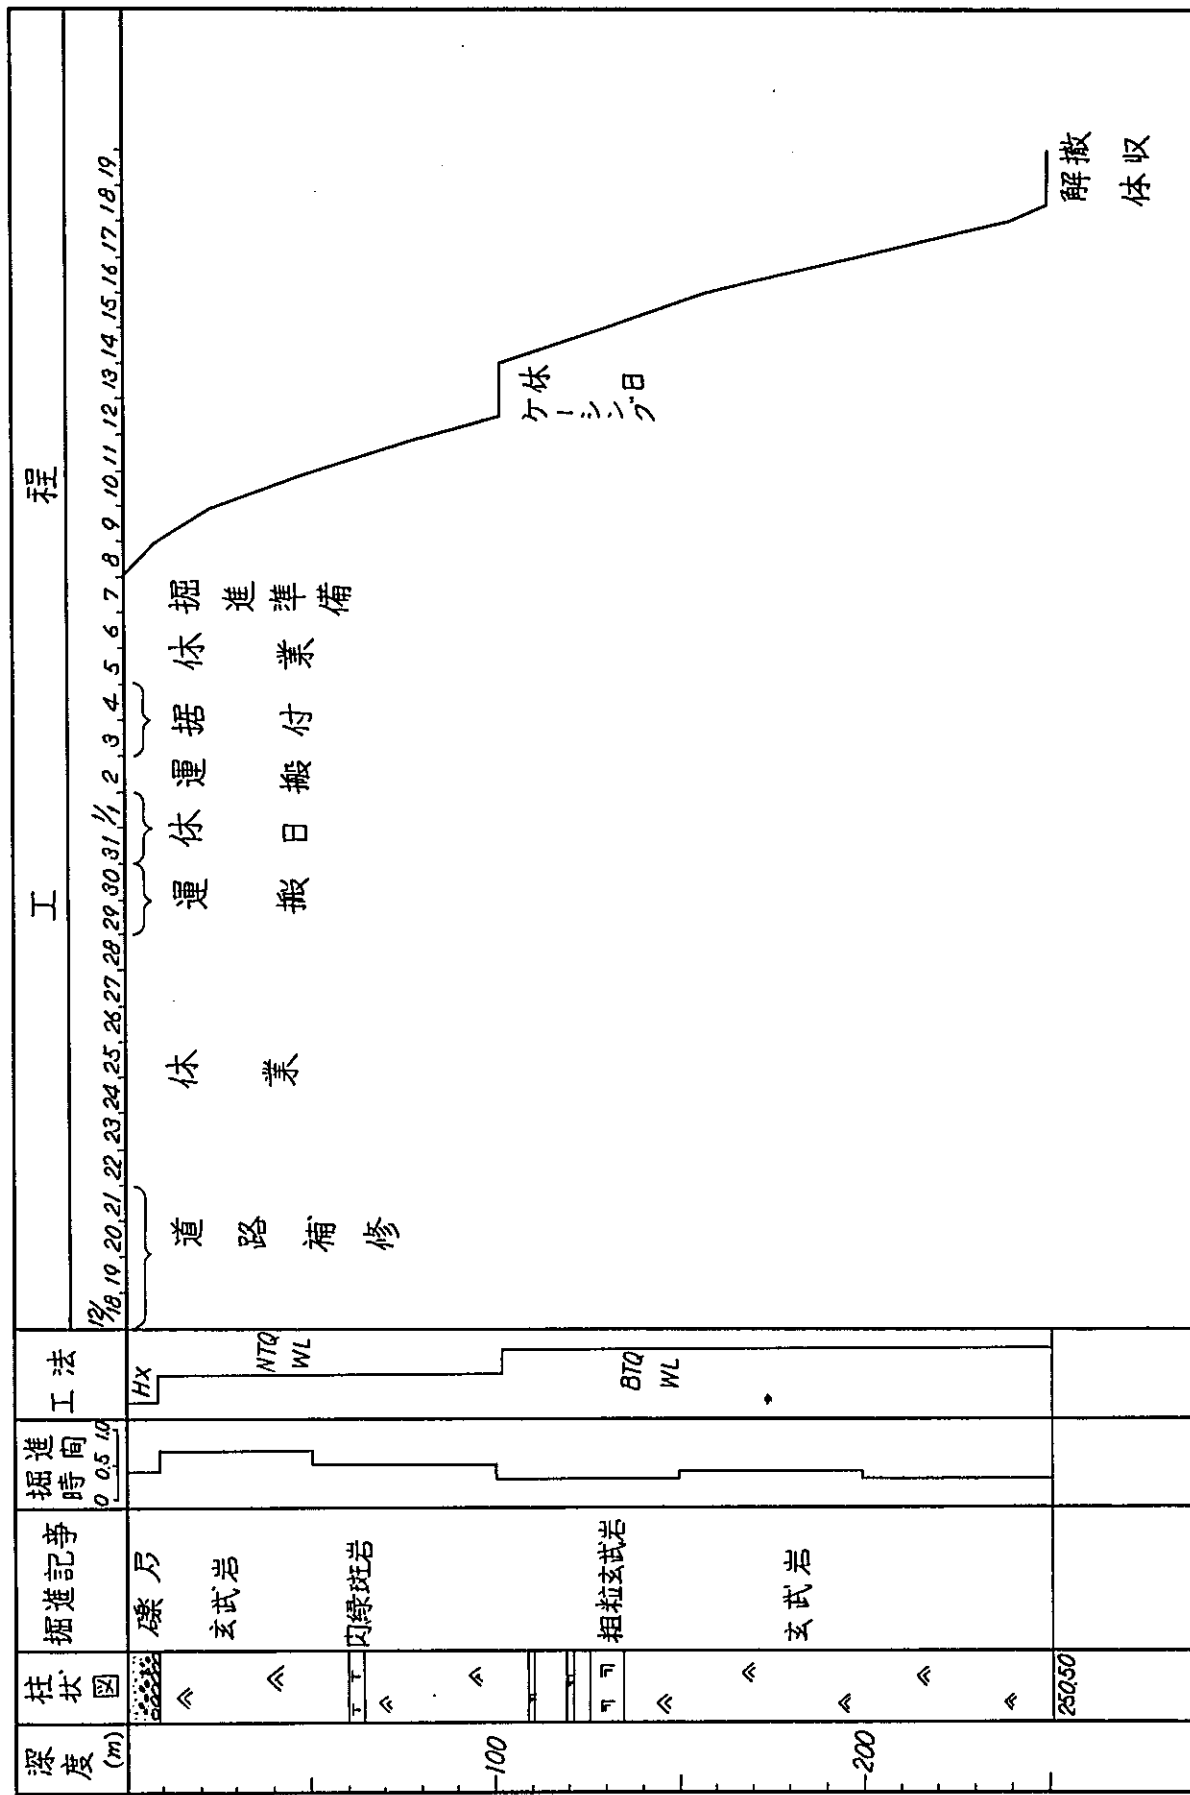 深度(m)
柱状図
掘進記事
掘進時間
0 0.5 1.0
工法
工程
12/18, 19, 20, 21, 22, 23, 24, 25, 26, 27, 28, 29, 30, 31, 1/1, 2, 3, 4, 5, 6, 7, 8, 9, 10, 11, 12, 13, 14, 15, 16, 17, 18, 19,
道路補修
休業
運搬
休日
運搬
据付
休業
掘進準備
ケーシング
休日
解体
撤収
HX
NTQ
WL
BTQ
WL
礫層
玄武岩
閃緑斑岩
粗粒玄武岩
玄武岩
100
200
250,50